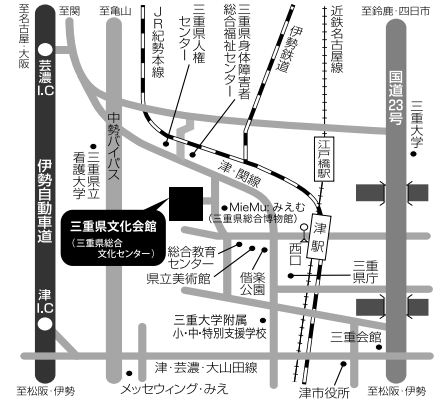 至名古屋・大阪
至関
至亀山
JR紀勢本線
三重県人権
センター
三重県身体障害者
総合福祉センター
伊勢鉄道
近鉄名古屋線
至鈴鹿・四日市
芸濃
I.C
国道23号
三重大学
中勢バイパス
江戸橋駅
三重県立
看護大学
津・関線
伊勢自動車道
MieMu:みえむ
(三重県総合博物館)
三重県文化会館
(三重県総合
文化センター)
津駅
西口
総合教育
センター
県立美術館
偕楽
公園
三重
県庁
津
I.C
三重大学附属
小・中・特別支援学校
三重会館
津・芸濃・大山田線
メッセウィング・みえ
津市役所
至松阪・伊勢
至松阪・伊勢